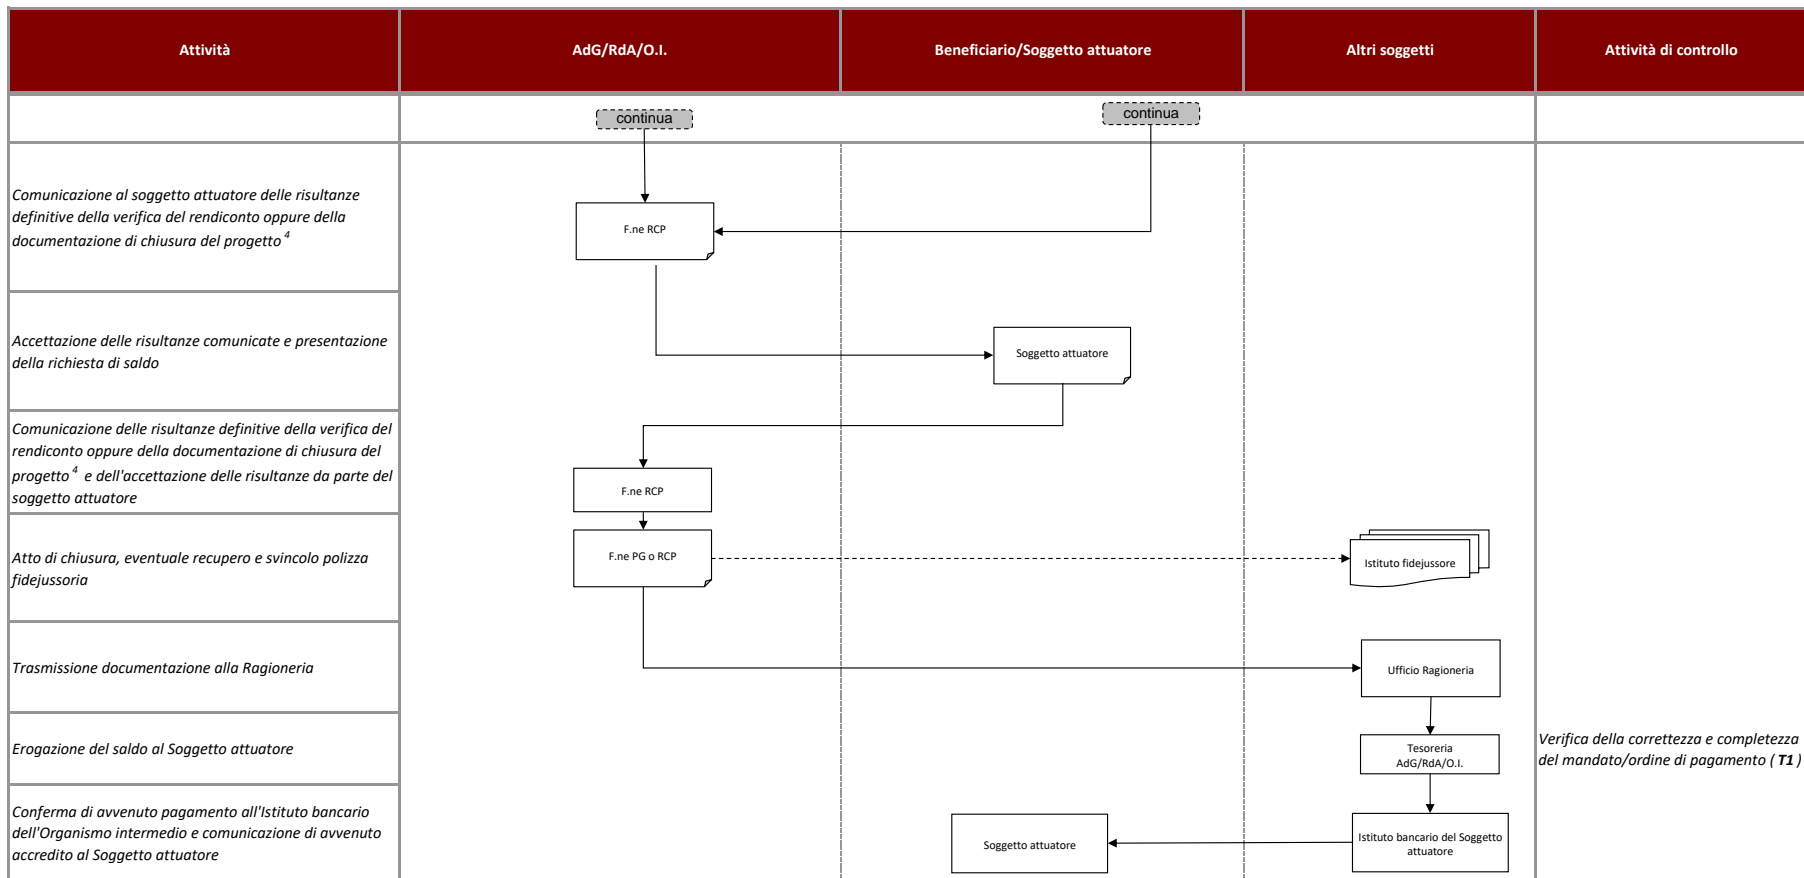 Attività
AdG/RdA/O.I.
Beneficiario/Soggetto attuatore
Altri soggetti
Attività di controllo
continua
continua
Comunicazione al soggetto attuatore delle risultanze
definitive della verifica del rendiconto oppure della
documentazione di chiusura del progetto 4
F.ne RCP
Accettazione delle risultanze comunicate e presentazione
della richiesta di saldo
Soggetto attuatore
Comunicazione delle risultanze definitive della verifica del
rendiconto oppure della documentazione di chiusura del
progetto 4 e dell'accettazione delle risultanze da parte del
soggetto attuatore
F.ne RCP
Atto di chiusura, eventuale recupero e svincolo polizza
fidejussoria
F.ne PG o RCP
Istituto fidejussore
Trasmissione documentazione alla Ragioneria
Ufficio Ragioneria
Erogazione del saldo al Soggetto attuatore
Tesoreria
AdG/RdA/O.I.
Verifica della correttezza e completezza
del mandato/ordine di pagamento ( T1 )
Conferma di avvenuto pagamento all'Istituto bancario
dell'Organismo intermedio e comunicazione di avvenuto
accredito al Soggetto attuatore
Soggetto attuatore
Istituto bancario del Soggetto
attuatore